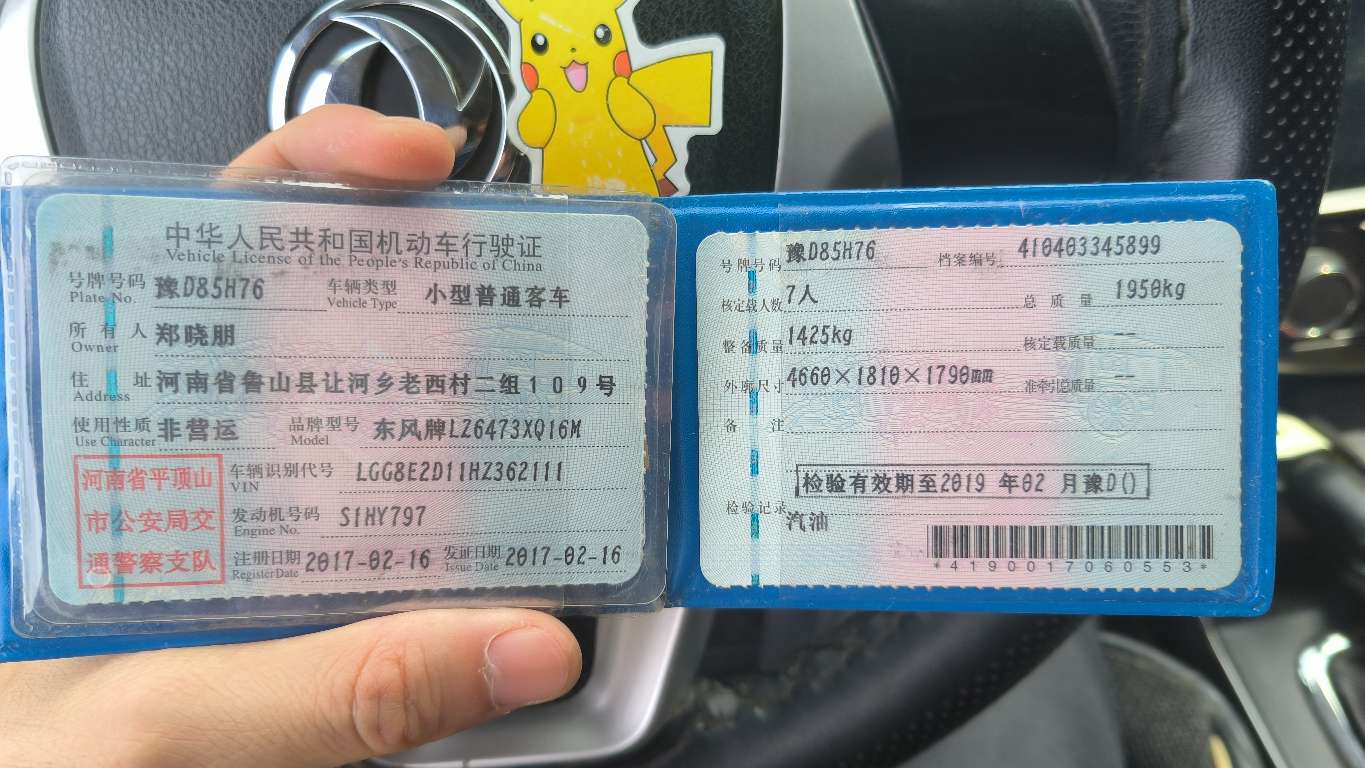 中华人民共和国机动车行驶证
Vehicle License of the People's Republic of China
号牌号码 豫D85H76 车辆类型 小型普通客车
Plate No. Vehicle Type
所有人 郑晓朋
Owner
住址 河南省鲁山县让河乡老西村二组109号
Address
使用性质 非营运 品牌型号 东风牌LZ6473XQ16M
Use Character Model
河南省平顶山
市公安局交
通警察支队
车辆识别代号 LGG8E2D11HZ362111
VIN
发动机号码 S1HY797
Engine No.
注册日期 2017-02-16 发证日期 2017-02-16
Register Date Issue Date
号牌号码 豫D85H76 档案编号 410403345899
核定载人数 7人 总质量 1950kg
整备质量 1425kg 核定载质量 --
外廓尺寸 4660×1810×1790mm 准牵引总质量 --
备注
检验有效期至2019 年02 月豫D()
检验记录
汽油
*4190017060553*